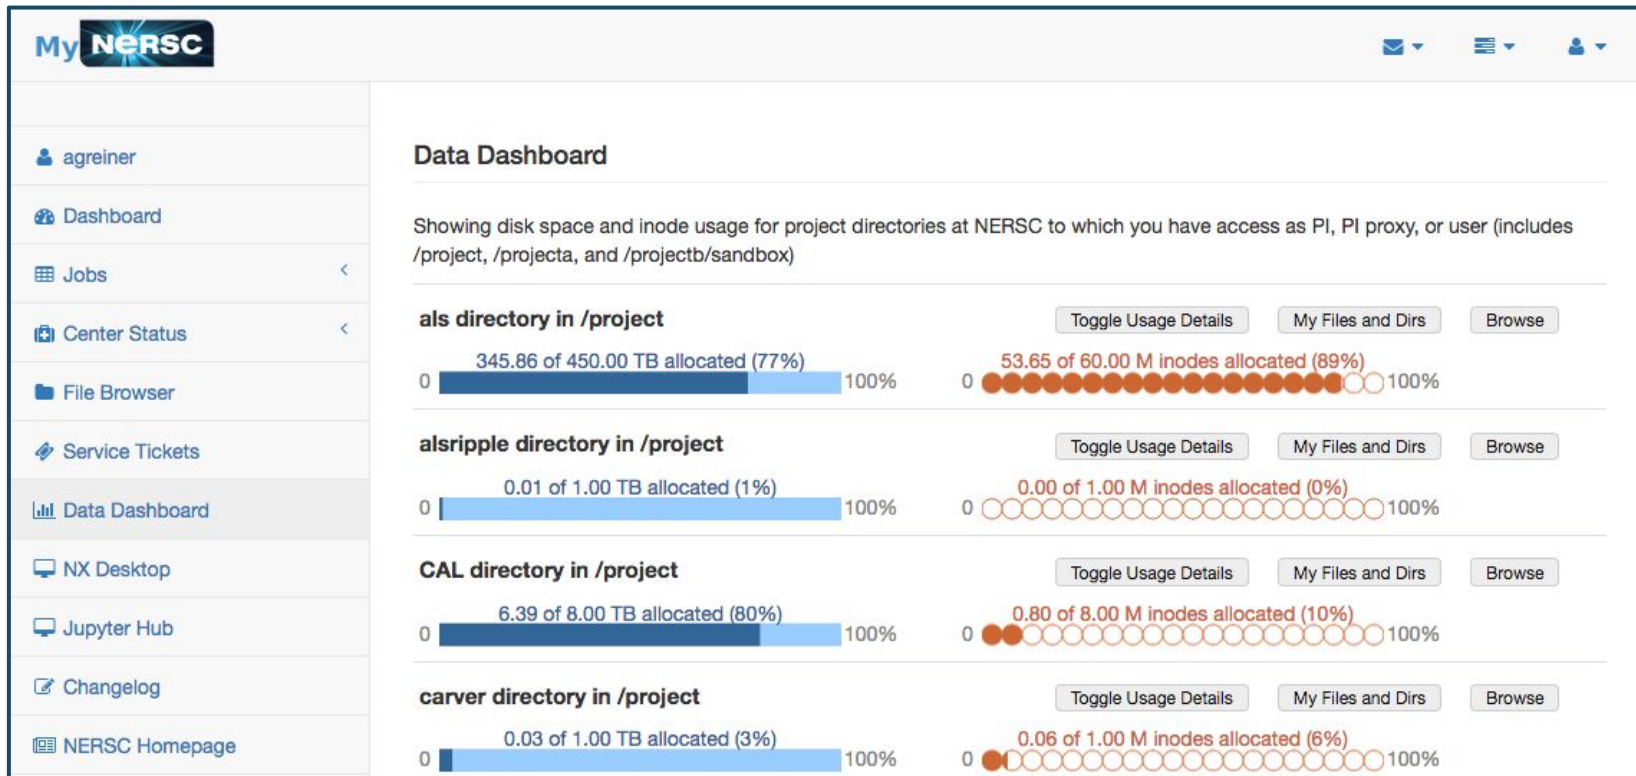 My NERSC
agreiner
Dashboard
Jobs
Center Status
File Browser
Service Tickets
Data Dashboard
NX Desktop
Jupyter Hub
Changelog
NERSC Homepage
Data Dashboard
Showing disk space and inode usage for project directories at NERSC to which you have access as PI, PI proxy, or user (includes
/project, /projecta, and /projectb/sandbox)
als directory in /project Toggle Usage Details My Files and Dirs Browse
345.86 of 450.00 TB allocated (77%) 53.65 of 60.00 M inodes allocated (89%)
0 100% 0 100%
alsripple directory in /project Toggle Usage Details My Files and Dirs Browse
0.01 of 1.00 TB allocated (1%) 0.00 of 1.00 M inodes allocated (0%)
0 100% 0 100%
CAL directory in /project Toggle Usage Details My Files and Dirs Browse
6.39 of 8.00 TB allocated (80%) 0.80 of 8.00 M inodes allocated (10%)
0 100% 0 100%
carver directory in /project Toggle Usage Details My Files and Dirs Browse
0.03 of 1.00 TB allocated (3%) 0.06 of 1.00 M inodes allocated (6%)
0 100% 0 100%